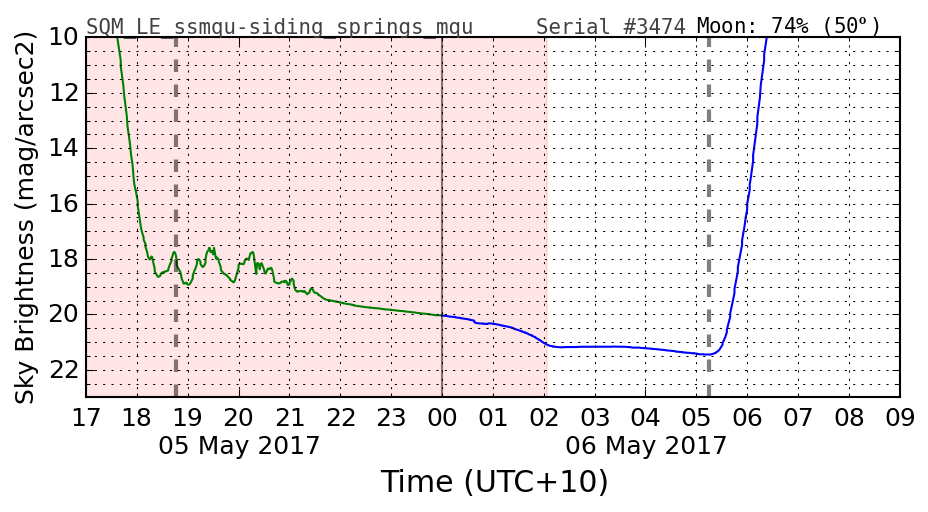 SQM_LE_ssmqu-siding_springs_mqu Serial #3474 Moon: 74% (50°)
Sky Brightness (mag/arcsec2)
10
12
14
16
18
20
22
17 18 19 20 21 22 23 00 01 02 03 04 05 06 07 08 09
05 May 2017 06 May 2017
Time (UTC+10)